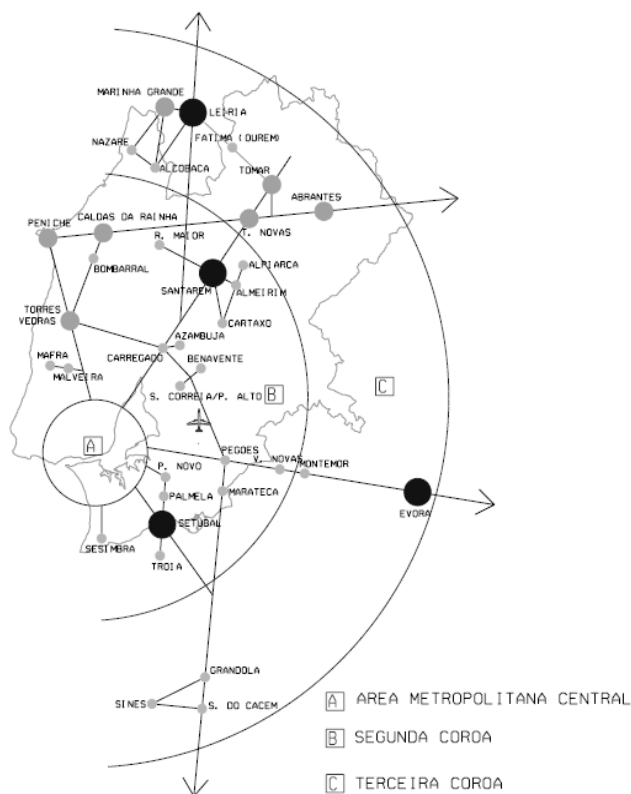 MARINHA GRANDE
LEIRIA
FATIMA (OUREM)
NAZARE
ALCOBACA
TOMAR
ABRANTES
PENICHE
CALDAS DA RAINHA
T. NOVAS
R. MAIOR
BOMBARRAL
ALPIARCA
SANTAREM
ALMEIRIM
TORRES
VEDRAS
CARTAXO
AZAMBUJA
MAFRA
CARREGADO
BENAVENTE
MALVEIRA
S. CORREIA/P. ALTO
B
C
A
PEGOES
P. NOVO
V. NOVAS
MONTEMOR
PALMELA
MARATECA
EVORA
SETUBAL
SESIMBRA
TROIA
GRANDOLA
SINES
S. DO CACEM
A AREA METROPOLITANA CENTRAL
B SEGUNDA COROA
C TERCEIRA COROA